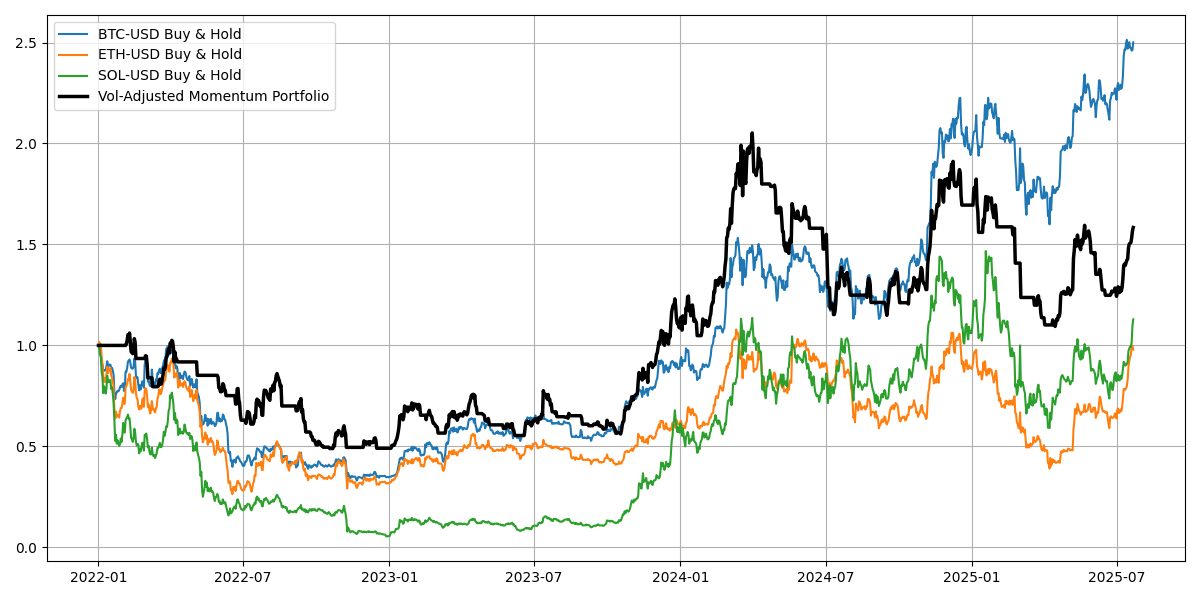 BTC-USD Buy & Hold
ETH-USD Buy & Hold
SOL-USD Buy & Hold
Vol-Adjusted Momentum Portfolio
2.5
2.0
1.5
1.0
0.5
0.0
2022-01 2022-07 2023-01 2023-07 2024-01 2024-07 2025-01 2025-07